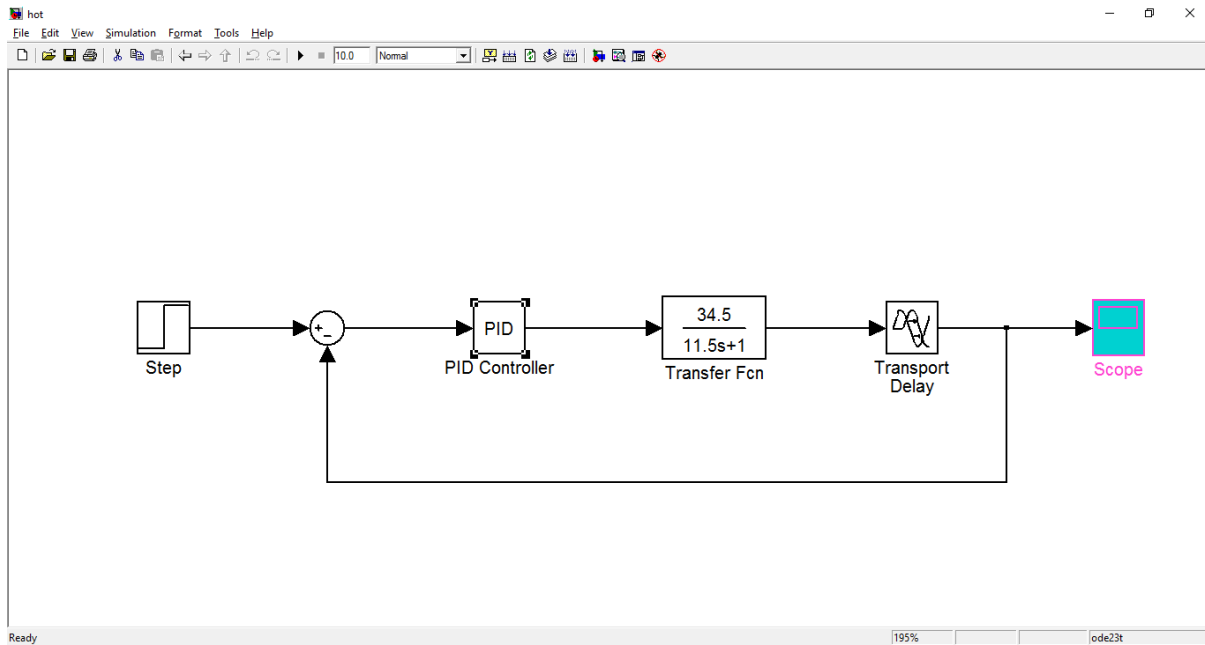 hot
File Edit View Simulation Format Tools Help
10.0 Normal
+
−
PID
34.5
11.5s+1
Step
PID Controller
Transfer Fcn
Transport
Delay
Scope
Ready 195% ode23t